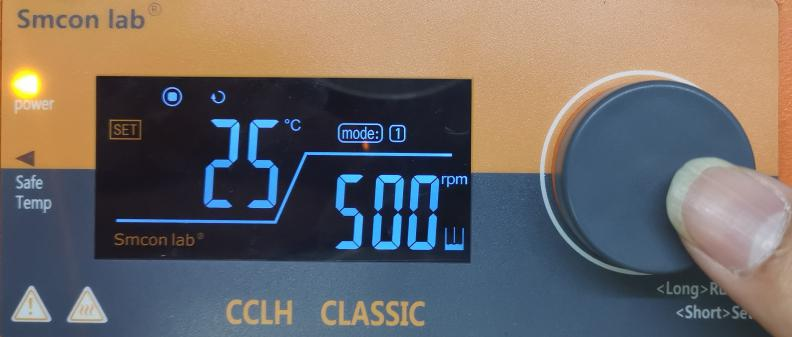 Smcon lab®
power
Safe
Temp
SET
25 °C
mode: 1
500 rpm
Smcon lab®
CCLH CLASSIC
<Long>
<Short>